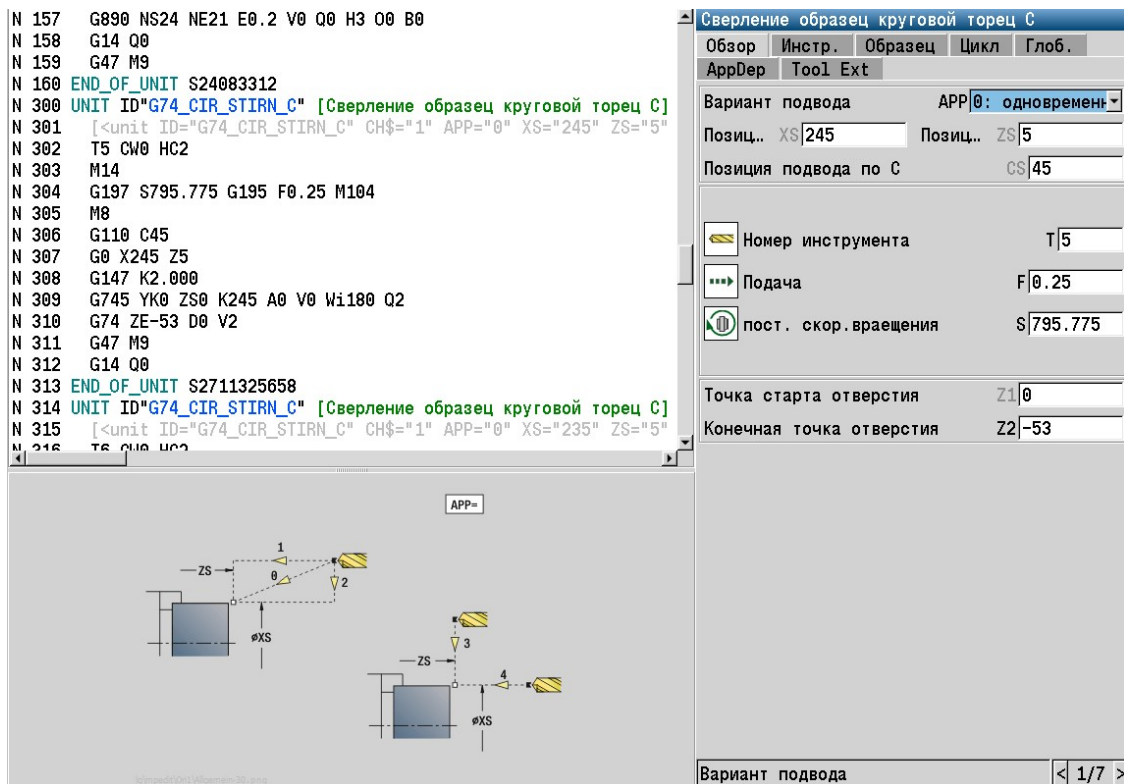 N 157 G890 NS24 NE21 E0.2 V0 Q0 H3 O0 B0
N 158 G14 Q0
N 159 G47 M9
N 160 END_OF_UNIT S24083312
N 300 UNIT ID"G74_CIR_STIRN_C" [Сверление образец круговой торец C]
N 301 [<unit ID="G74_CIR_STIRN_C" CH$="1" APP="0" XS="245" ZS="5"
N 302 T5 CW0 HC2
N 303 M14
N 304 G197 S795.775 G195 F0.25 M104
N 305 M8
N 306 G110 C45
N 307 G0 X245 Z5
N 308 G147 K2.000
N 309 G745 YK0 ZS0 K245 A0 V0 Wi180 Q2
N 310 G74 ZE-53 D0 V2
N 311 G47 M9
N 312 G14 Q0
N 313 END_OF_UNIT S2711325658
N 314 UNIT ID"G74_CIR_STIRN_C" [Сверление образец круговой торец C]
N 315 [<unit ID="G74_CIR_STIRN_C" CH$="1" APP="0" XS="235" ZS="5"
N 316 T6 CW0 HC2
Сверление образец круговой торец C
Обзор Инстр. Образец Цикл Глоб.
AppDep Tool Ext
Вариант подвода APP 0: одновременн
Позиц… XS 245 Позиц… ZS 5
Позиция подвода по C CS 45
Номер инструмента T 5
Подача F 0.25
пост. скор.враещения S 795.775
Точка старта отверстия Z1 0
Конечная точка отверстия Z2 -53
APP=
1
ZS
0
2
øXS
3
ZS
4
øXS
Вариант подвода < 1/7 >